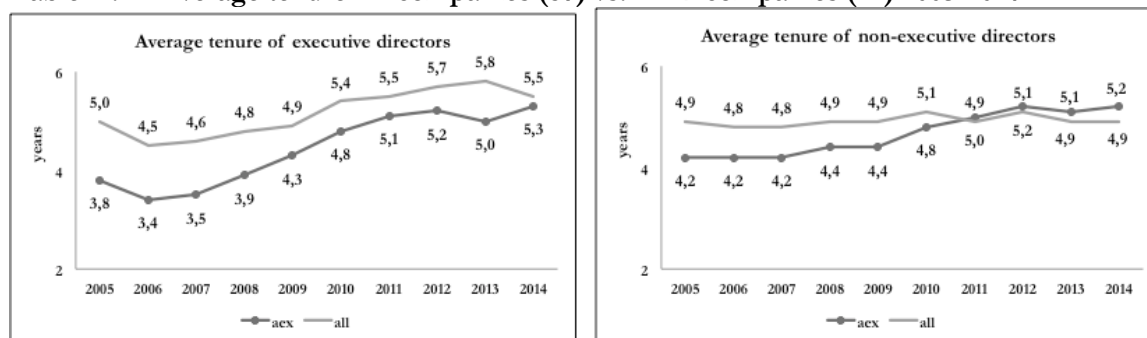 Average tenure companies vs. companies
Average tenure of executive directors
6
5,0 4,5 4,6 4,8 4,9 5,4 5,5 5,7 5,8 5,5
years
4
3,8 3,4 3,5 3,9 4,3 4,8 5,1 5,2 5,0 5,3
2
2005 2006 2007 2008 2009 2010 2011 2012 2013 2014
aex all
Average tenure of non-executive directors
6
4,9 4,8 4,8 4,9 4,9 5,1 4,9 5,1 5,1 5,2
years
4
4,2 4,2 4,2 4,4 4,4 4,8 5,0 5,2 4,9 4,9
2
2005 2006 2007 2008 2009 2010 2011 2012 2013 2014
aex all